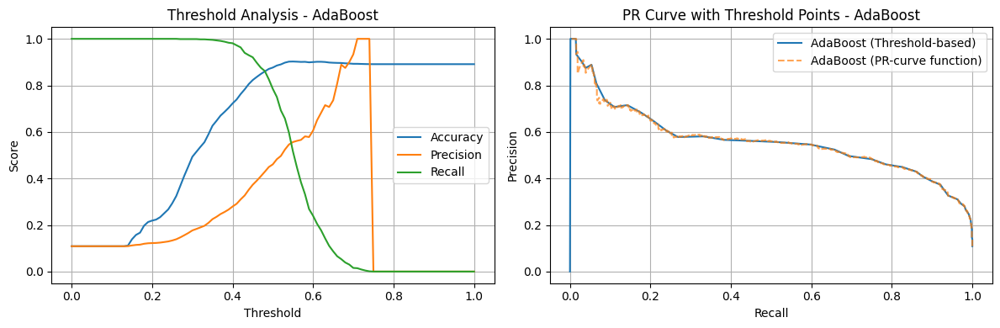 Threshold Analysis - AdaBoost
Score
1.0
0.8
0.6
0.4
0.2
0.0
Accuracy
Precision
Recall
0.0 0.2 0.4 0.6 0.8 1.0
Threshold
PR Curve with Threshold Points - AdaBoost
Precision
1.0
0.8
0.6
0.4
0.2
0.0
AdaBoost (Threshold-based)
AdaBoost (PR-curve function)
0.0 0.2 0.4 0.6 0.8 1.0
Recall